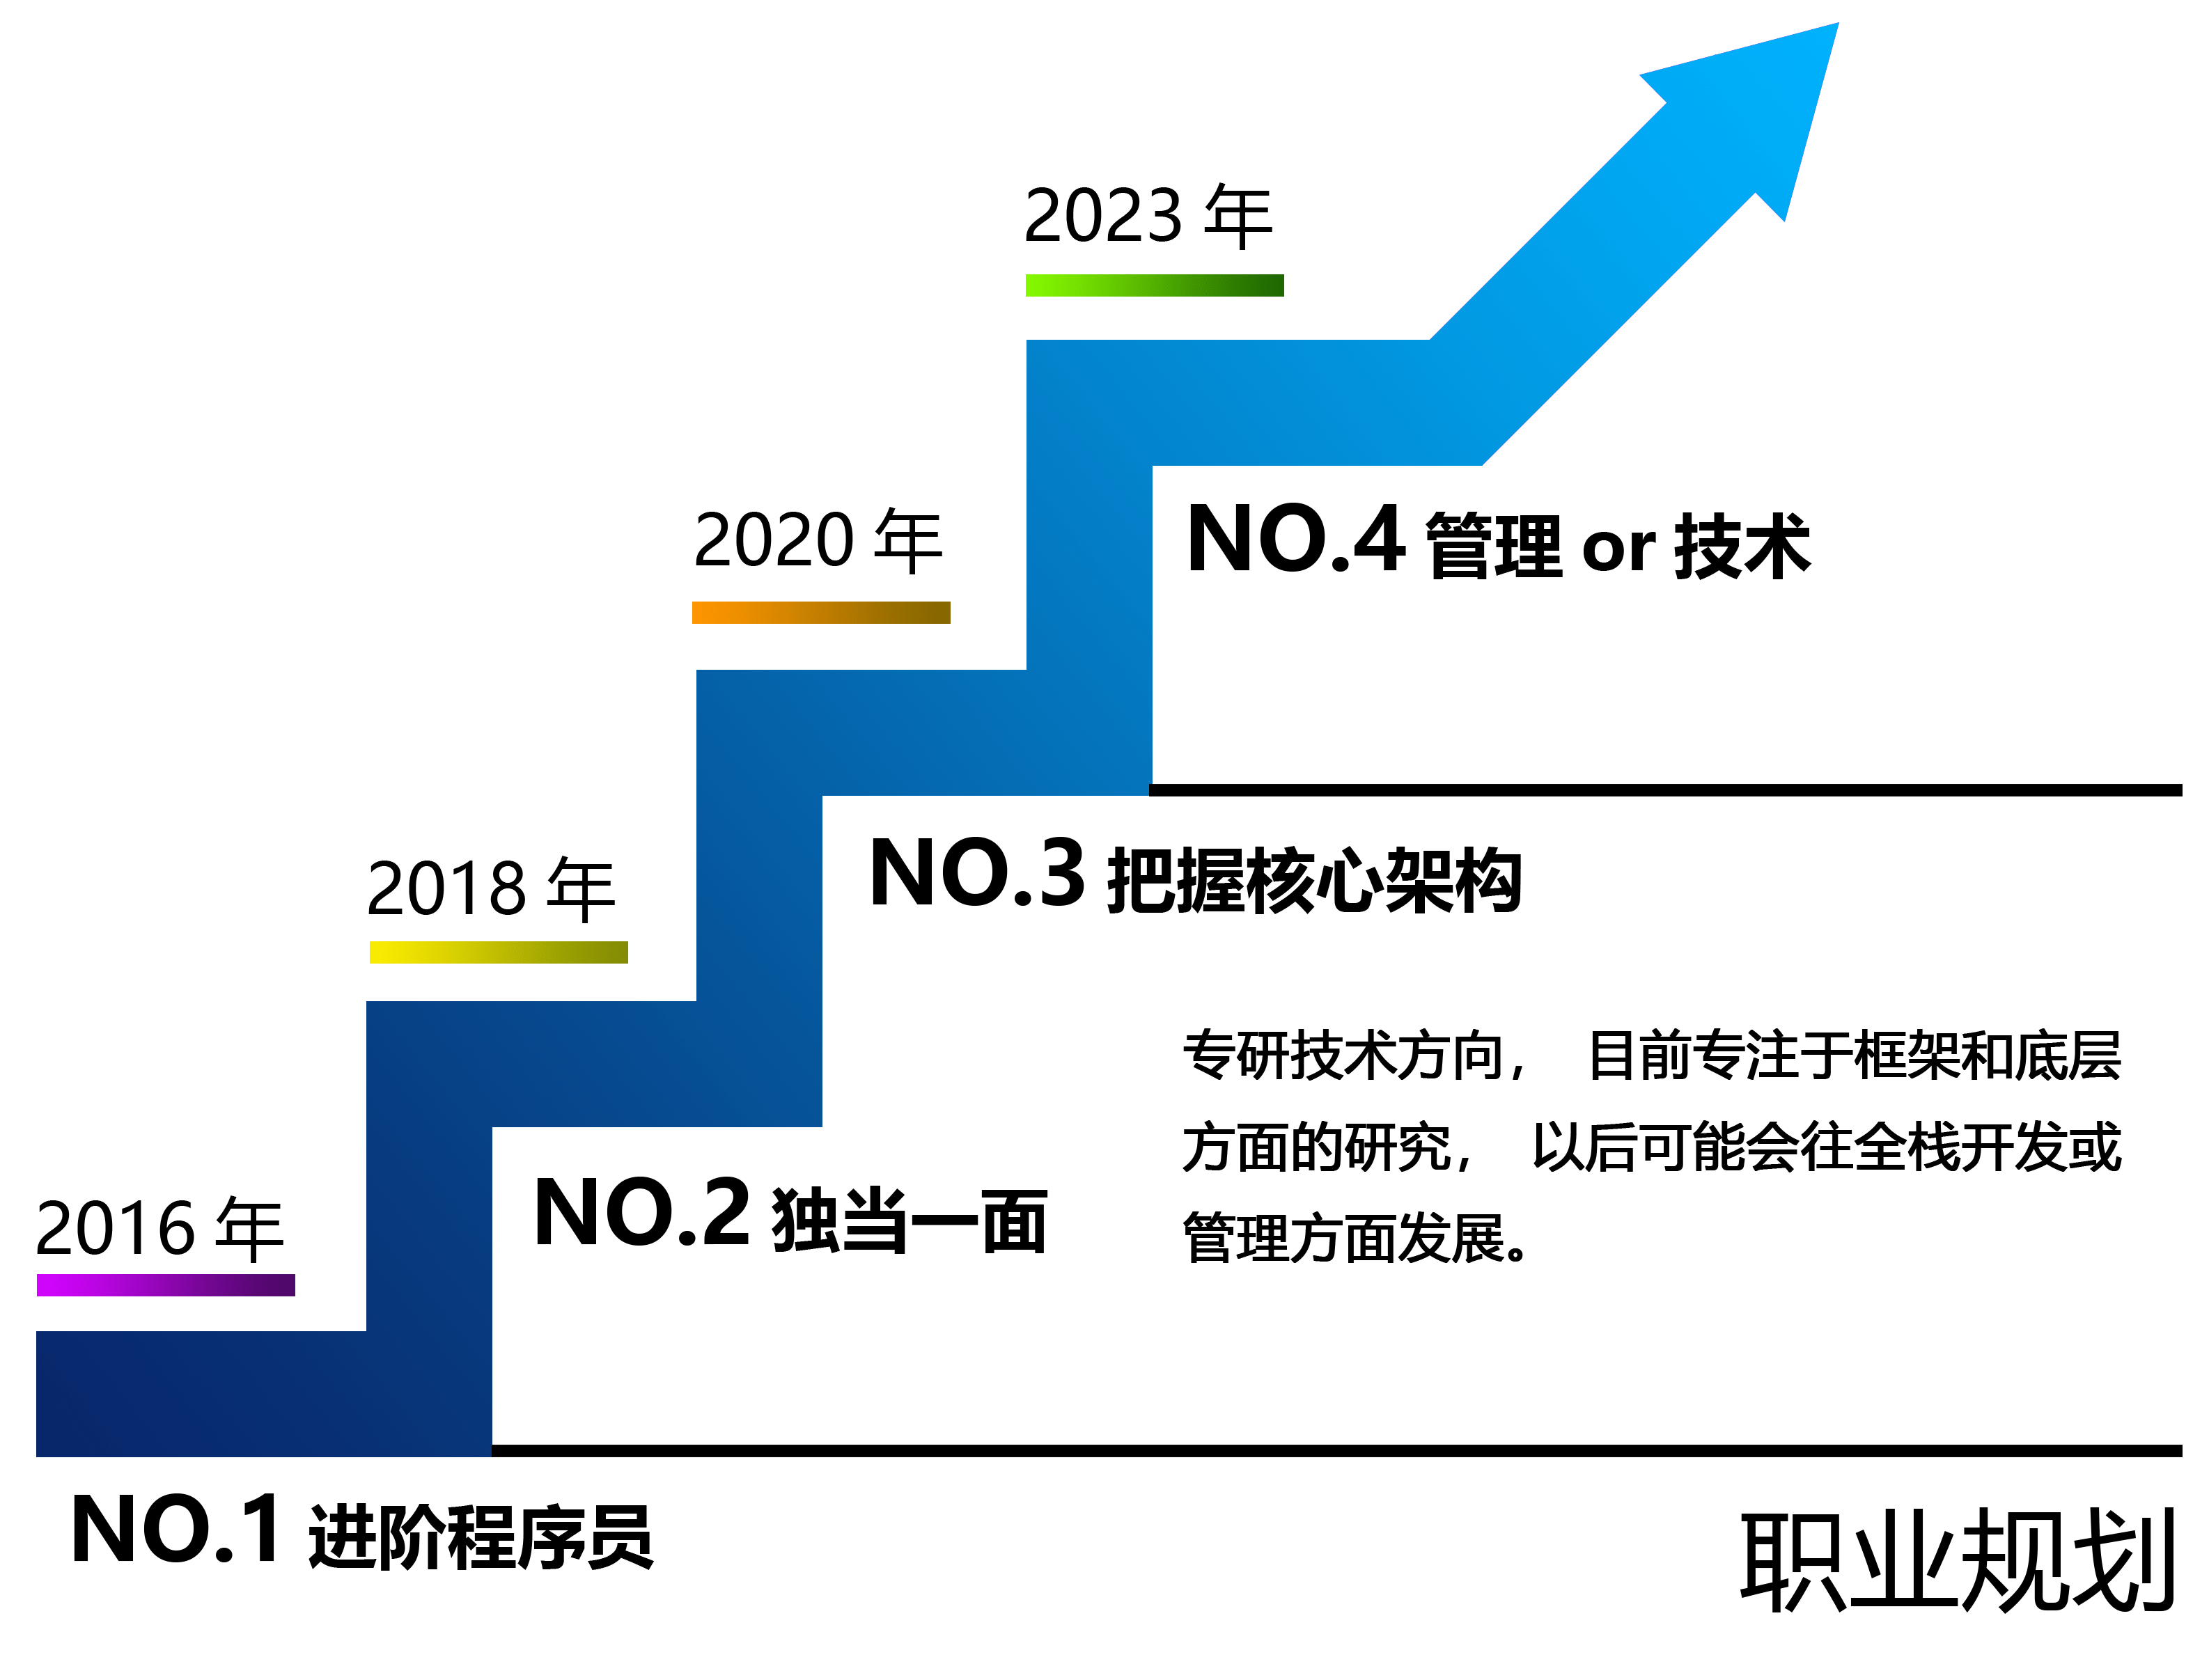 2023 年
NO.4 管理 or 技术
2020 年
NO.3 把握核心架构
2018 年
专研技术方向， 目前专注于框架和底层
方面的研究， 以后可能会往全栈开发或
管理方面发展。
NO.2 独当一面
2016 年
NO.1 进阶程序员
职业规划